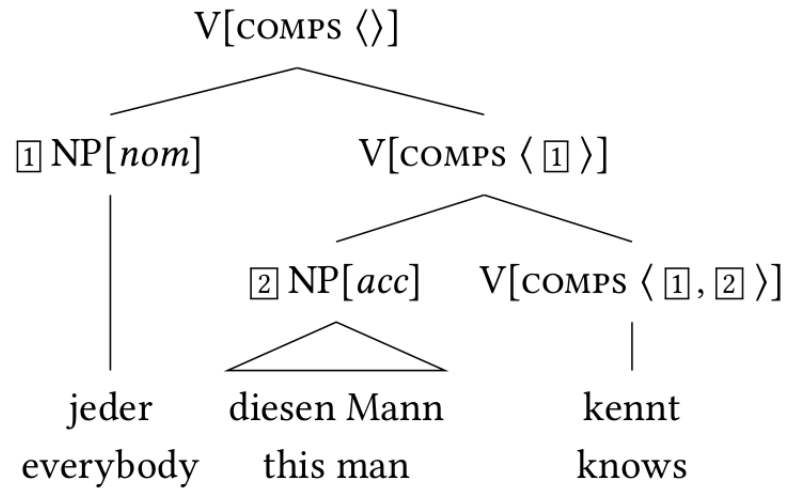 V[COMPS ⟨⟩]
1 NP[nom] V[COMPS ⟨ 1 ⟩]
2 NP[acc] V[COMPS ⟨ 1 , 2 ⟩]
jeder diesen Mann kennt
everybody this man knows